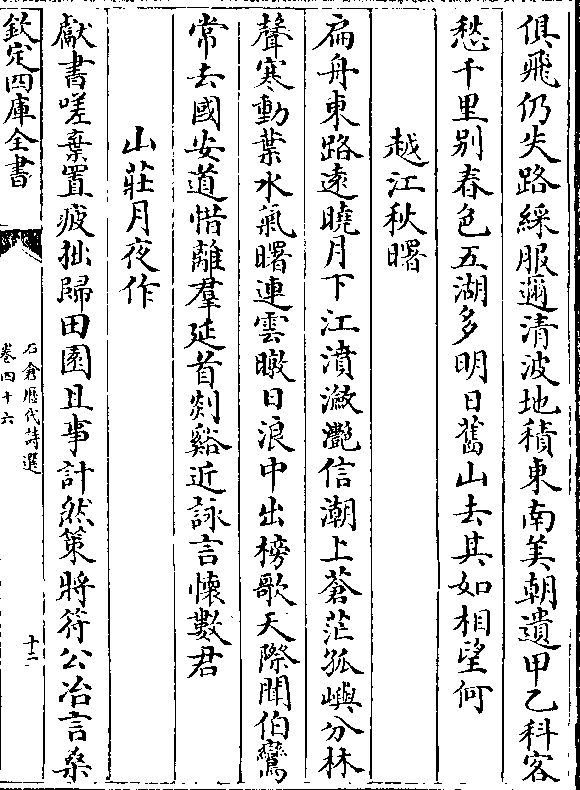 俱飛仍失路綵服邇清波地積東南美朝遺甲乙科客
愁千里别春色五湖多明日舊山去其如相望何
越江秋曙
扁舟東路遠曉月下江濆瀲灔信潮上蒼茫孤嶼分林
聲寒動葉水氣曙連雲暾日浪中出榜歌天際聞伯鸞
常去國安道惜離羣延首剡谿近詠言懷數君
山莊月夜作
獻書嗟棄置疲拙歸田園且事計然策將符公冶言桑
欽定四庫全書
石倉歷代詩選
卷四十六
十二